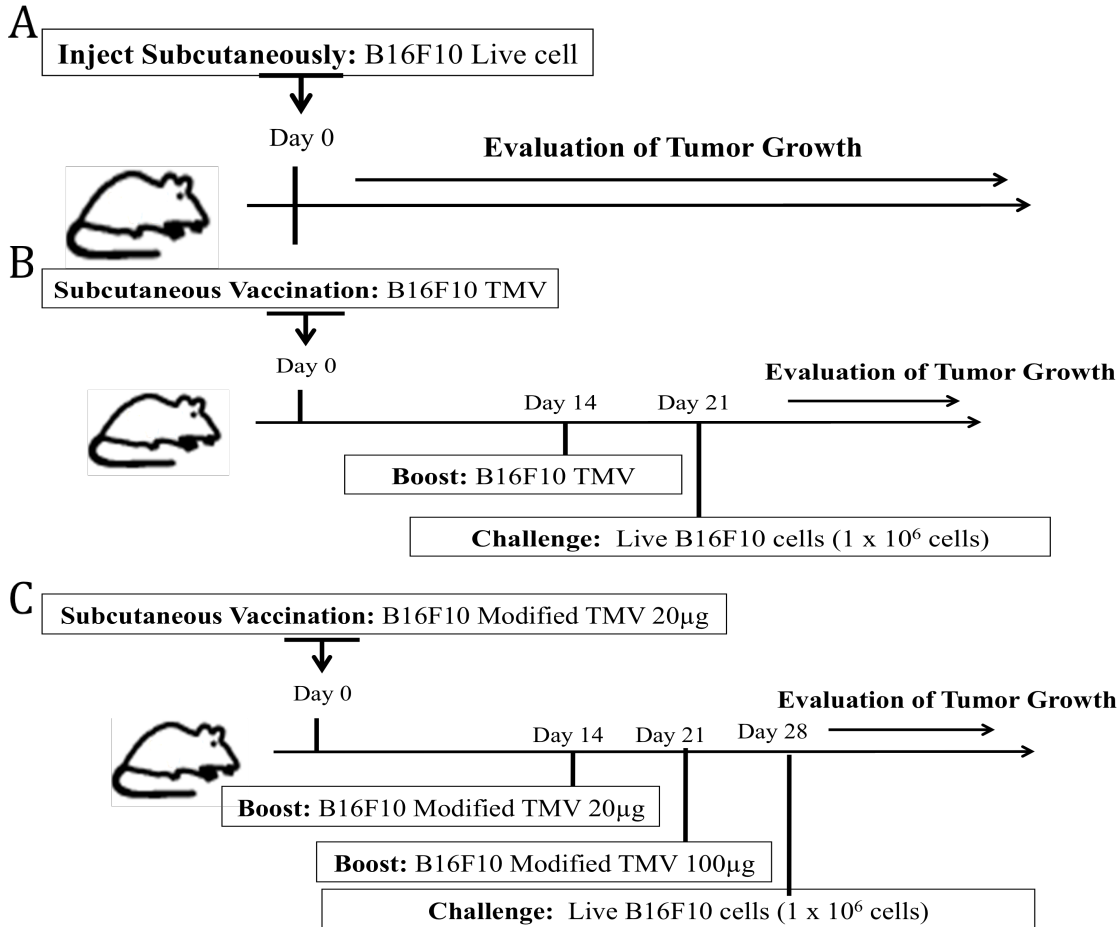 A
Inject Subcutaneously: B16F10 Live cell
Day 0
Evaluation of Tumor Growth
B
Subcutaneous Vaccination: B16F10 TMV
Day 0
Evaluation of Tumor Growth
Day 14
Day 21
Boost: B16F10 TMV
Challenge: Live B16F10 cells (1 x 10⁶ cells)
C
Subcutaneous Vaccination: B16F10 Modified TMV 20µg
Day 0
Evaluation of Tumor Growth
Day 14
Day 21
Day 28
Boost: B16F10 Modified TMV 20µg
Boost: B16F10 Modified TMV 100µg
Challenge: Live B16F10 cells (1 x 10⁶ cells)